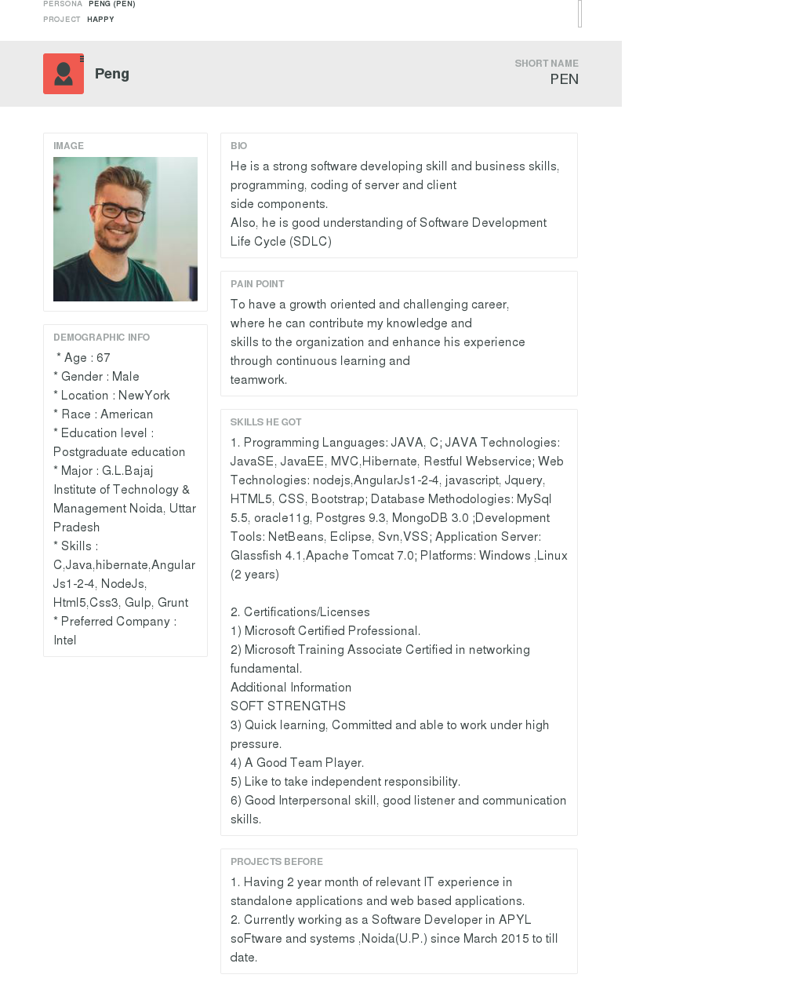 PERSONA PENG (PEN)
PROJECT HAPPY
Peng
SHORT NAME
PEN
IMAGE
DEMOGRAPHIC INFO
* Age : 67
* Gender : Male
* Location : NewYork
* Race : American
* Education level :
Postgraduate education
* Major : G.L.Bajaj
Institute of Technology &
Management Noida, Uttar
Pradesh
* Skills :
C,Java,hibernate,Angular
Js1-2-4, NodeJs,
Html5,Css3, Gulp, Grunt
* Preferred Company :
Intel
BIO
He is a strong software developing skill and business skills,
programming, coding of server and client
side components.
Also, he is good understanding of Software Development
Life Cycle (SDLC)
PAIN POINT
To have a growth oriented and challenging career,
where he can contribute my knowledge and
skills to the organization and enhance his experience
through continuous learning and
teamwork.
SKILLS HE GOT
1. Programming Languages: JAVA, C; JAVA Technologies:
JavaSE, JavaEE, MVC,Hibernate, Restful Webservice; Web
Technologies: nodejs,AngularJs1-2-4, javascript, Jquery,
HTML5, CSS, Bootstrap; Database Methodologies: MySql
5.5, oracle11g, Postgres 9.3, MongoDB 3.0 ;Development
Tools: NetBeans, Eclipse, Svn,VSS; Application Server:
Glassfish 4.1,Apache Tomcat 7.0; Platforms: Windows ,Linux
(2 years)
2. Certifications/Licenses
1) Microsoft Certified Professional.
2) Microsoft Training Associate Certified in networking
fundamental.
Additional Information
SOFT STRENGTHS
3) Quick learning, Committed and able to work under high
pressure.
4) A Good Team Player.
5) Like to take independent responsibility.
6) Good Interpersonal skill, good listener and communication
skills.
PROJECTS BEFORE
1. Having 2 year month of relevant IT experience in
standalone applications and web based applications.
2. Currently working as a Software Developer in APYL
soFtware and systems ,Noida(U.P.) since March 2015 to till
date.